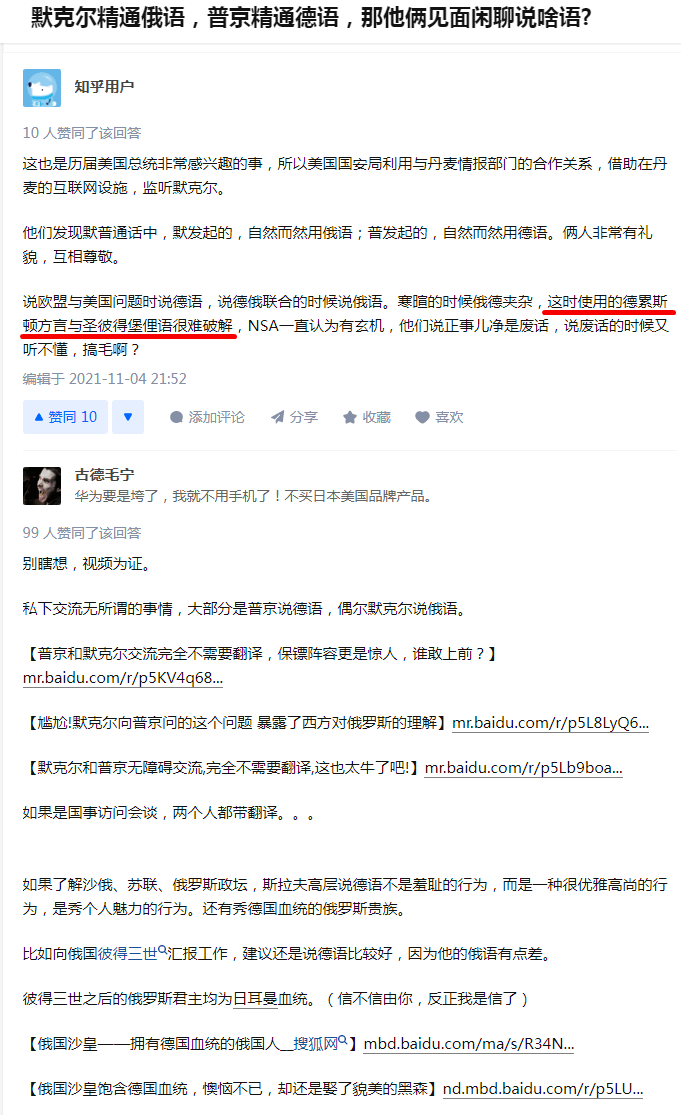 默克尔精通俄语，普京精通德语，那他俩见面闲聊说啥语?
知乎用户
10 人赞同了该回答
这也是历届美国总统非常感兴趣的事，所以美国国安局利用与丹麦情报部门的合作关系，借助在丹
麦的互联网设施，监听默克尔。
他们发现默普通话中，默发起的，自然而然用俄语；普发起的，自然而然用德语。俩人非常有礼
貌，互相尊敬。
说欧盟与美国问题时说德语，说德俄联合的时候说俄语。寒暄的时候俄德夹杂，这时使用的德累斯
顿方言与圣彼得堡俚语很难破解，NSA一直认为有玄机，他们说正事儿净是废话，说废话的时候又
听不懂，搞毛啊？
编辑于 2021-11-04 21:52
赞同 10 添加评论 分享 收藏 喜欢
古德毛宁
华为要是垮了，我就不用手机了！不买日本美国品牌产品。
99 人赞同了该回答
别瞎想，视频为证。
私下交流无所谓的事情，大部分是普京说德语，偶尔默克尔说俄语。
【普京和默克尔交流完全不需要翻译，保镖阵容更是惊人，谁敢上前？】
mr.baidu.com/r/p5KV4q68...
【尴尬!默克尔向普京问的这个问题 暴露了西方对俄罗斯的理解】mr.baidu.com/r/p5L8LyQ6...
【默克尔和普京无障碍交流,完全不需要翻译,这也太牛了吧!】mr.baidu.com/r/p5Lb9boa...
如果是国事访问会谈，两个人都带翻译。。。
如果了解沙俄、苏联、俄罗斯政坛，斯拉夫高层说德语不是羞耻的行为，而是一种很优雅高尚的行
为，是秀个人魅力的行为。还有秀德国血统的俄罗斯贵族。
比如向俄国彼得三世汇报工作，建议还是说德语比较好，因为他的俄语有点差。
彼得三世之后的俄罗斯君主均为日耳曼血统。（信不信由你，反正我是信了）
【俄国沙皇——拥有德国血统的俄国人__搜狐网】mbd.baidu.com/ma/s/R34N...
【俄国沙皇饱含德国血统，懊恼不已，却还是娶了貌美的黑森】nd.mbd.baidu.com/r/p5LU...